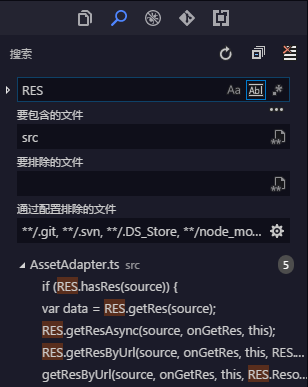 搜索
RES
Aa Abl .*
...
要包含的文件
src
要排除的文件
通过配置排除的文件
**/.git, **/.svn, **/.DS_Store, **/node_mo...
AssetAdapter.ts src 5
if (RES.hasRes(source)) {
var data = RES.getRes(source);
RES.getResAsync(source, onGetRes, this);
RES.getResByUrl(source, onGetRes, this, RES....
getResByUrl(source, onGetRes, this, RES.Reso...